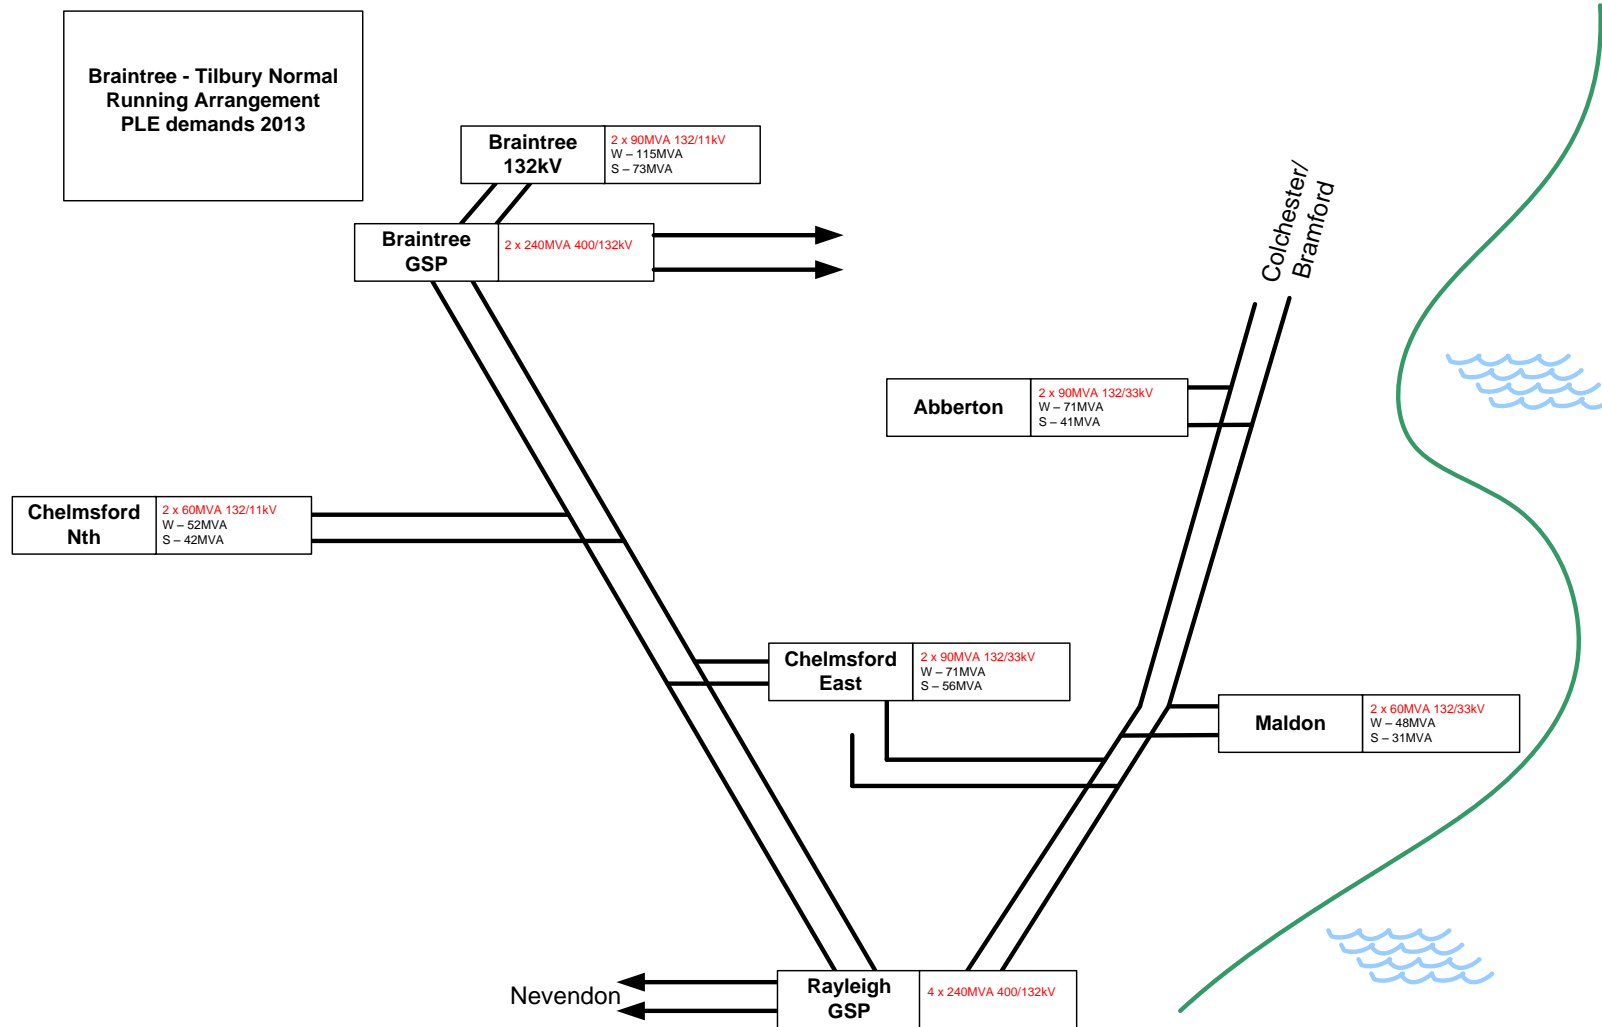 Braintree - Tilbury Normal
Running Arrangement
PLE demands 2013
Braintree
132kV
2 x 90MVA 132/11kV
W – 115MVA
S – 73MVA
Braintree
GSP
2 x 240MVA 400/132kV
Colchester/
Bramford
Abberton
2 x 90MVA 132/33kV
W – 71MVA
S – 41MVA
Chelmsford
Nth
2 x 60MVA 132/11kV
W – 52MVA
S – 42MVA
Chelmsford
East
2 x 90MVA 132/33kV
W – 71MVA
S – 56MVA
Maldon
2 x 60MVA 132/33kV
W – 48MVA
S – 31MVA
Nevendon
Rayleigh
GSP
4 x 240MVA 400/132kV